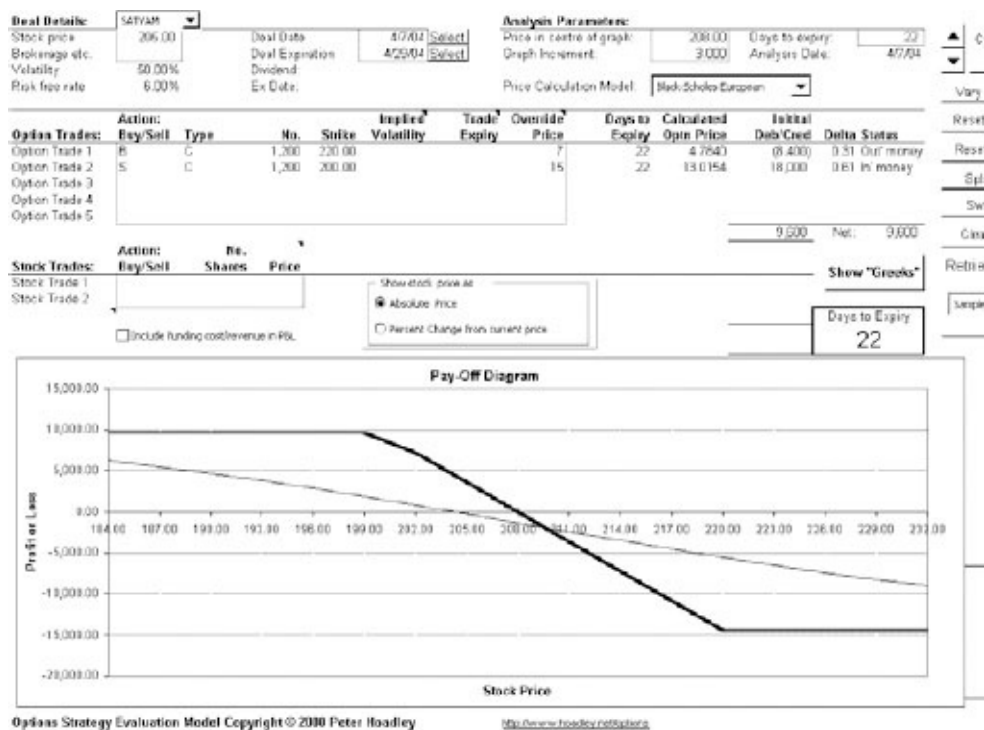 Deal Details: SATYAM Analysis Parameters:
Stock price 206.00 Deal Date 4/7/04 Select Price in centre of graph: 208.00 Days to expiry: 22
Brokerage etc. Deal Expiration 4/29/04 Select Graph Increment: 3.000 Analysis Date: 4/7/04
Volatility 50.00% Dividend:
Risk free rate 6.00% Ex Date: Price Calculation Model: Black Scholes European
Vary
Action: Implied Trade Override Days to Calculated Initial
Option Trades: Buy/Sell Type No. Strike Volatility Expiry Price Expiry Optn Price Deb/Cred Delta Status
Option Trade 1 B C 1,200 220.00 7 22 4.7840 (8,400) 0.31 Out' money
Option Trade 2 S C 1,200 200.00 15 22 13.0154 18,000 0.61 In' money
Option Trade 3
Option Trade 4
Option Trade 5
9,600 Net: 9,600
Action: No.
Stock Trades: Buy/Sell Shares Price Show "Greeks"
Stock Trade 1
Stock Trade 2
Show stock price as
Absolute Price
Percent Change from current price
Include funding cost/revenue in P&L
Days to Expiry
22
Pay-Off Diagram
15,000.00
10,000.00
5,000.00
0.00
184.00 187.00 190.00 196.00 199.00 202.00 205.00 208.00 211.00 214.00 217.00 220.00 223.00 226.00 229.00 232.00
-5,000.00
-10,000.00
-15,000.00
-20,000.00
Profit or Loss
Stock Price
Options Strategy Evaluation Model Copyright © 2000 Peter Hoadley http://www.hoadley.net/options